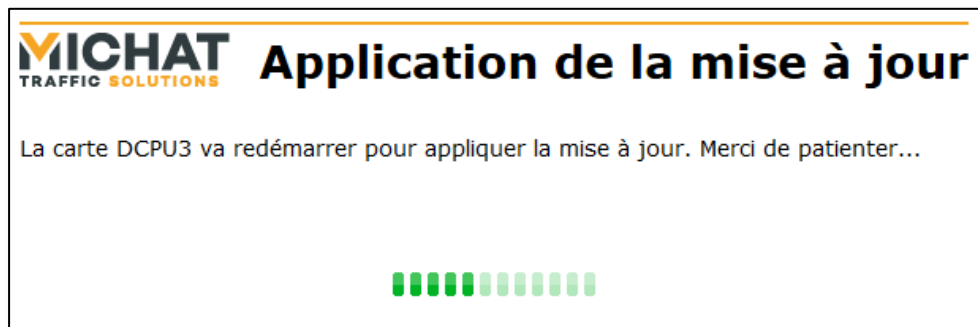 MICHAT
TRAFFIC SOLUTIONS
Application de la mise à jour
La carte DCPU3 va redémarrer pour appliquer la mise à jour. Merci de patienter...